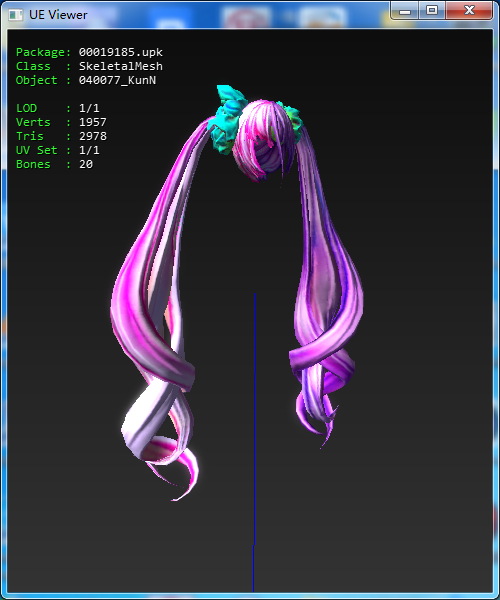 UE Viewer
Package: 00019185.upk
Class : SkeletalMesh
Object : 040077_KunN
LOD : 1/1
Verts : 1957
Tris : 2978
UV Set : 1/1
Bones : 20